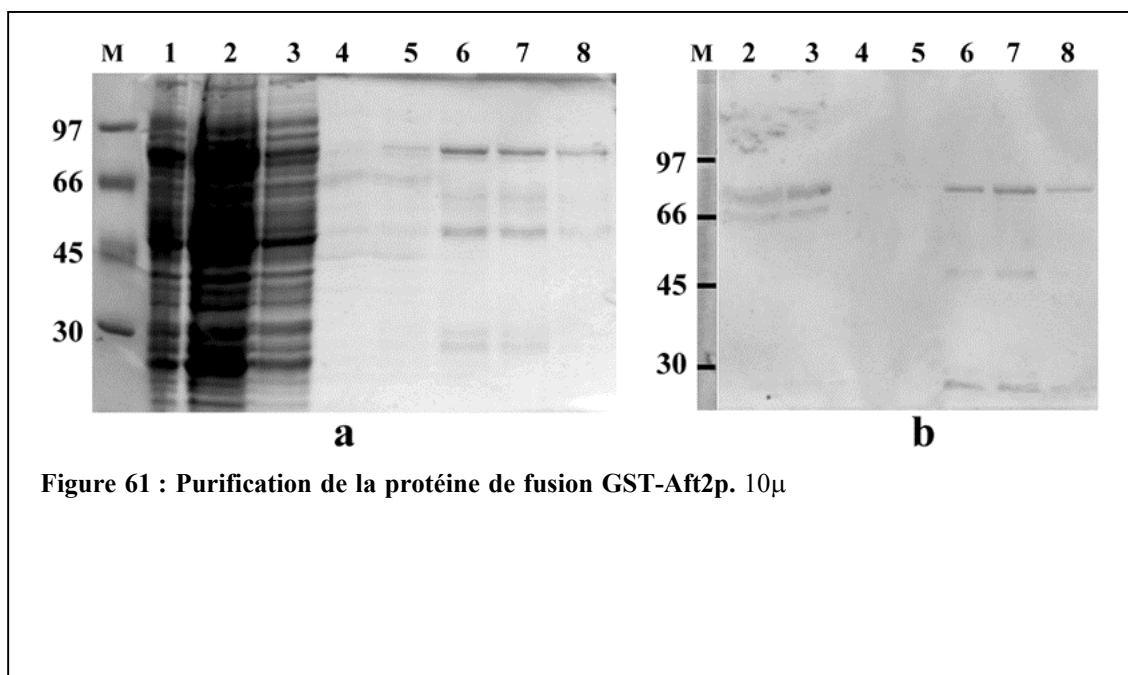 M 1 2 3 4 5 6 7 8
97
66
45
30
a
M 2 3 4 5 6 7 8
97
66
45
30
b
Figure 61 : Purification de la protéine de fusion GST-Aft2p. 10μ